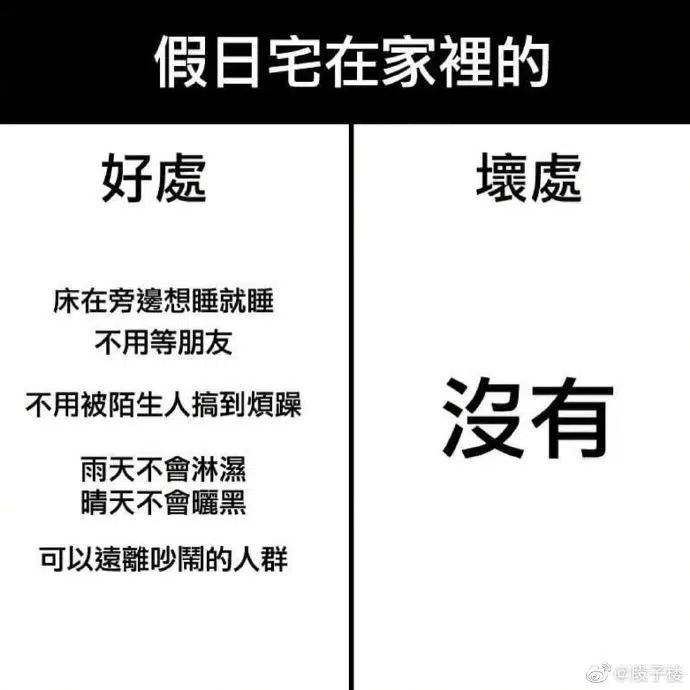 假日宅在家裡的
好處
床在旁邊想睡就睡
不用等朋友
不用被陌生人搞到煩躁
雨天不會淋濕
晴天不會曬黑
可以遠離吵鬧的人群
壞處
沒有
@段子楼